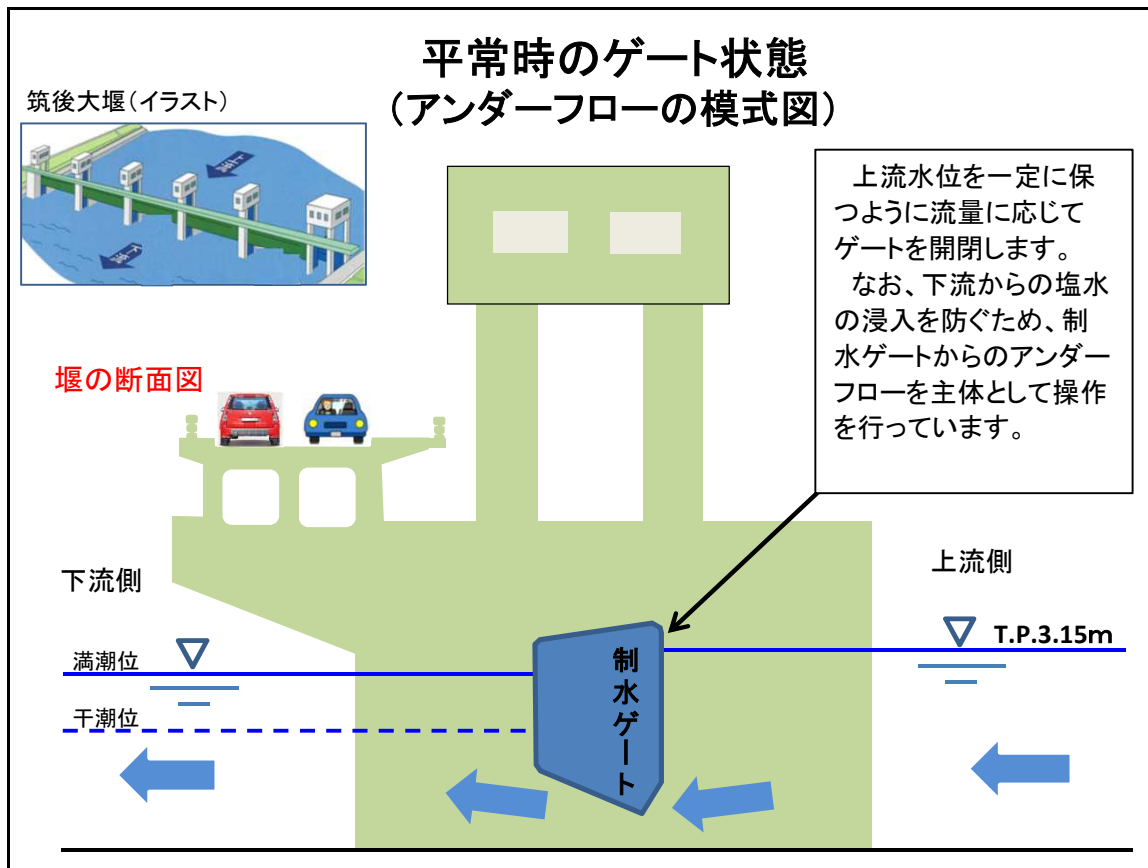 平常時のゲート状態
（アンダーフローの模式図）
筑後大堰（イラスト）
上流
下流
上流水位を一定に保
つように流量に応じて
ゲートを開閉します。
なお、下流からの塩水
の浸入を防ぐため、制
水ゲートからのアンダー
フローを主体として操作
を行っています。
堰の断面図
下流側
上流側
T.P.3.15m
満潮位
干潮位
制水ゲート